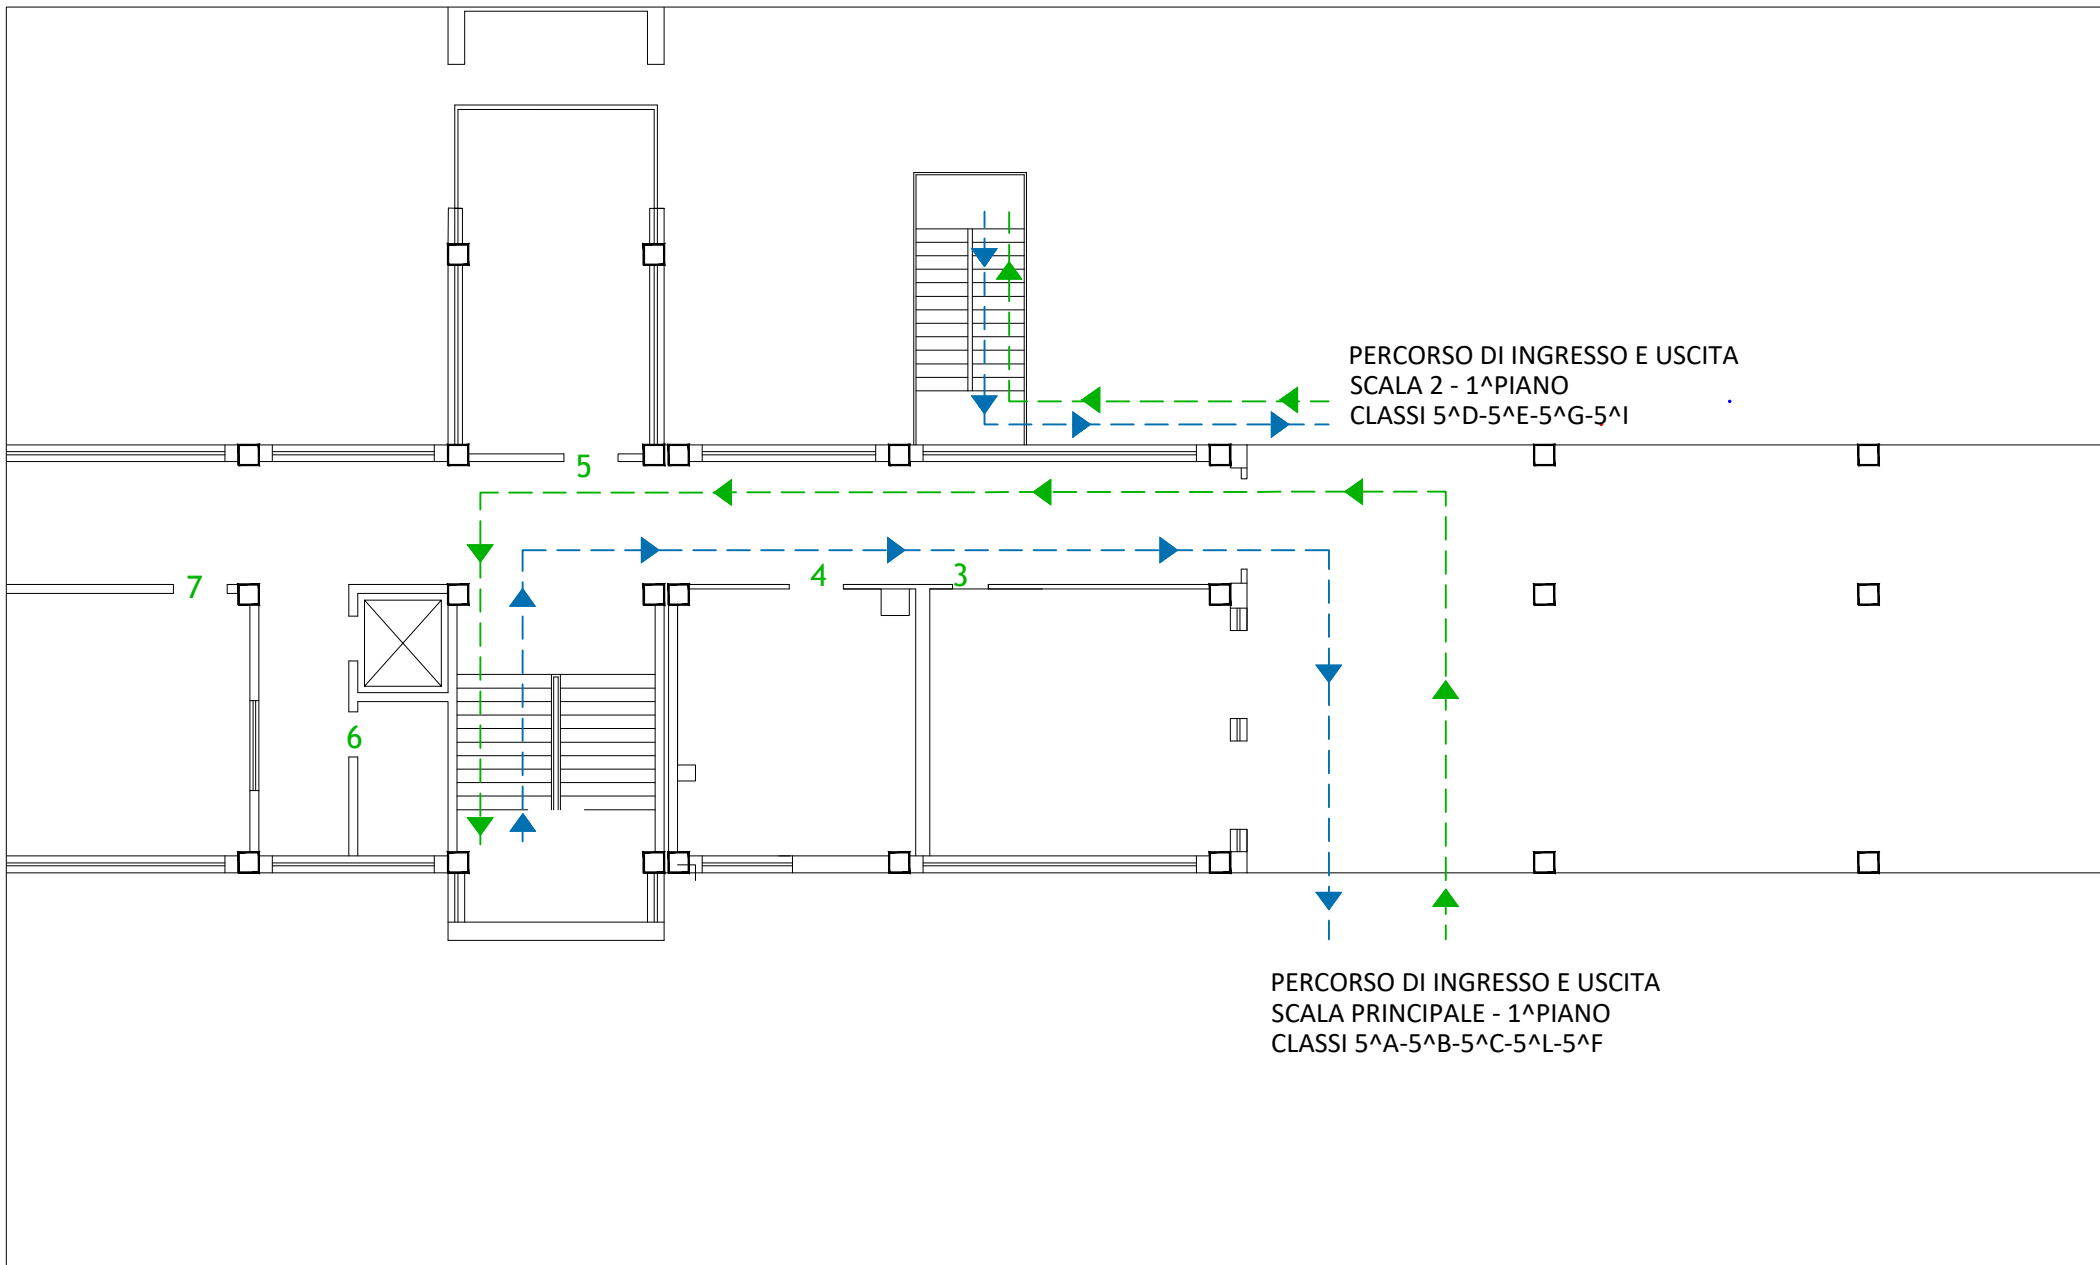 PERCORSO DI INGRESSO E USCITA
SCALA 2 - 1^PIANO
CLASSI 5^D-5^E-5^G-5^I
5
4
3
7
6
PERCORSO DI INGRESSO E USCITA
SCALA PRINCIPALE - 1^PIANO
CLASSI 5^A-5^B-5^C-5^L-5^F